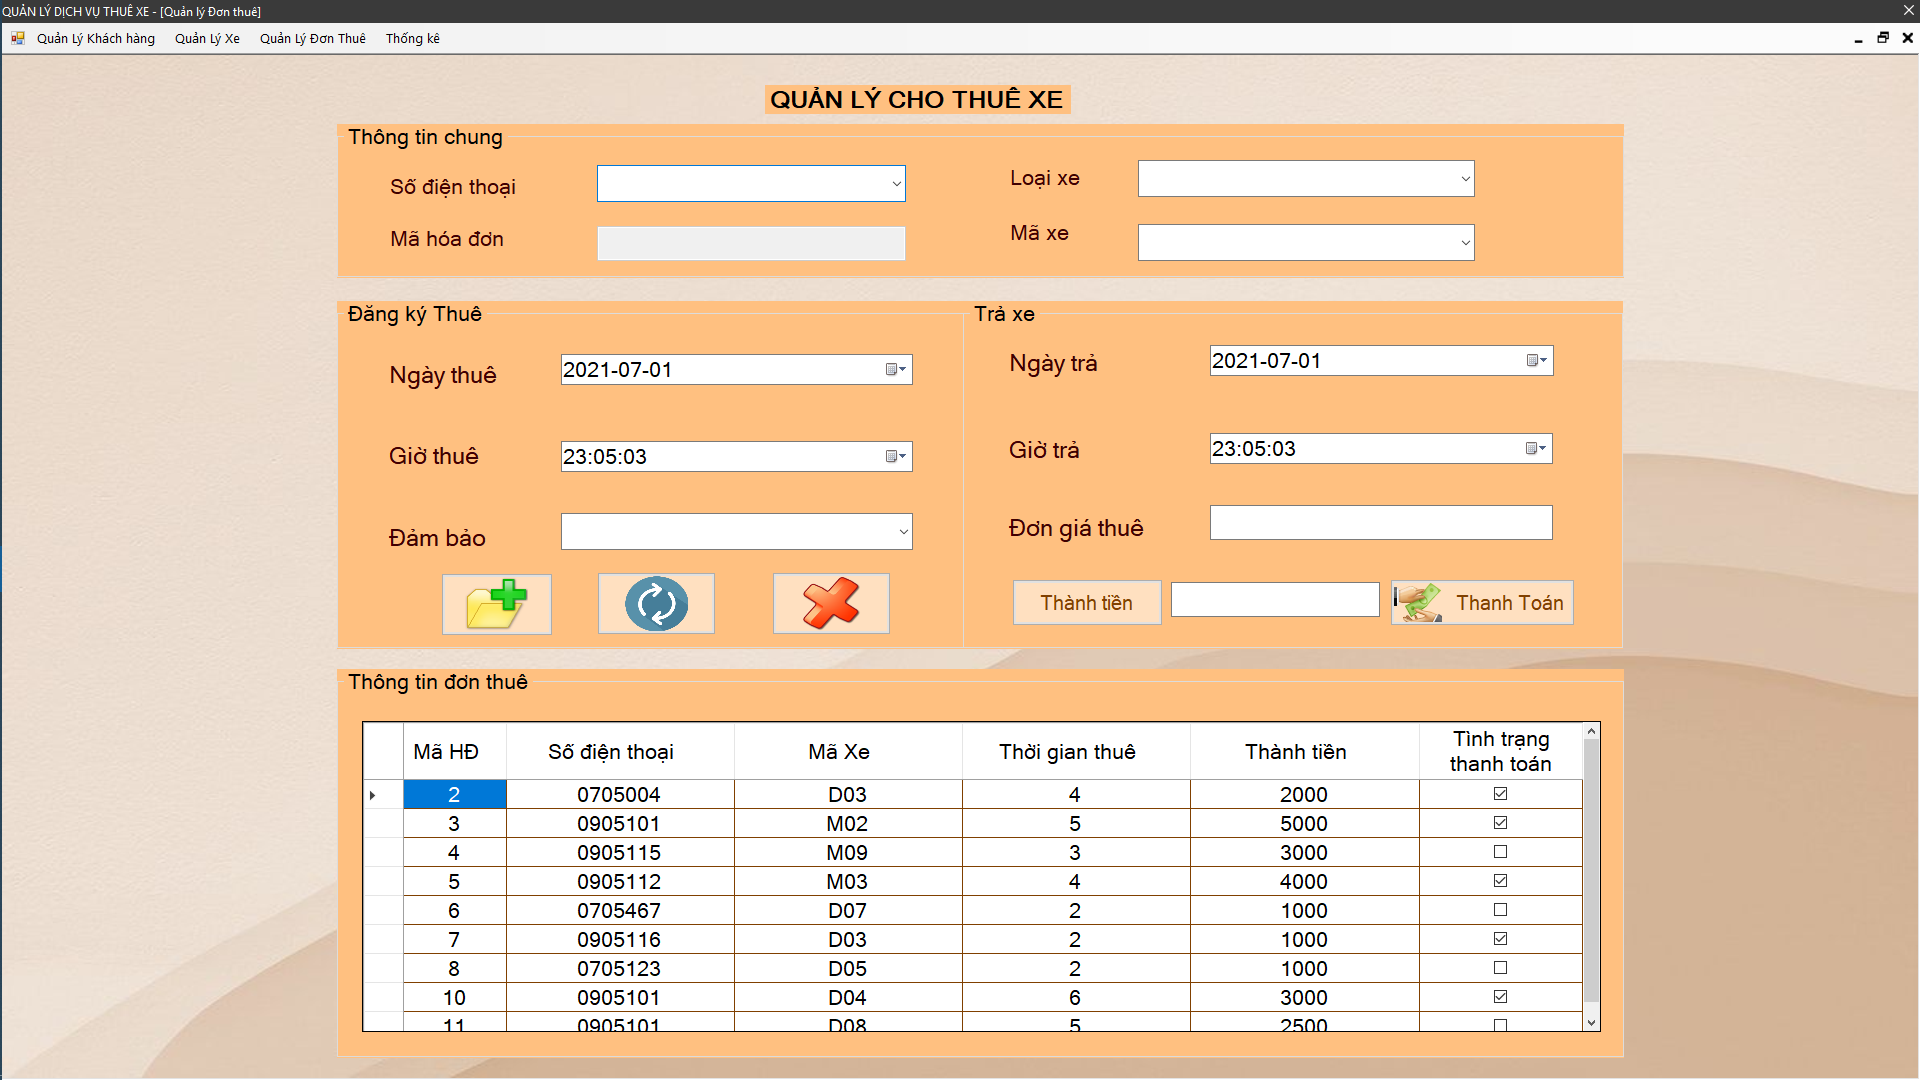 QUẢN LÝ DỊCH VỤ THUÊ XE - [Quản lý Đơn thuê]
Quản Lý Khách hàng Quản Lý Xe Quản Lý Đơn Thuê Thống kê
QUẢN LÝ CHO THUÊ XE
Thông tin chung
Số điện thoại
Loại xe
Mã hóa đơn
Mã xe
Đăng ký Thuê
Ngày thuê 2021-07-01
Giờ thuê 23:05:03
Đảm bảo
Trả xe
Ngày trả 2021-07-01
Giờ trả 23:05:03
Đơn giá thuê
Thành tiền
Thanh Toán
Thông tin đơn thuê
Mã HĐ Số điện thoại Mã Xe Thời gian thuê Thành tiền Tình trạng thanh toán
2 0705004 D03 4 2000
3 0905101 M02 5 5000
4 0905115 M09 3 3000
5 0905112 M03 4 4000
6 0705467 D07 2 1000
7 0905116 D03 2 1000
8 0705123 D05 2 1000
10 0905101 D04 6 3000
11 0905101 D08 5 2500